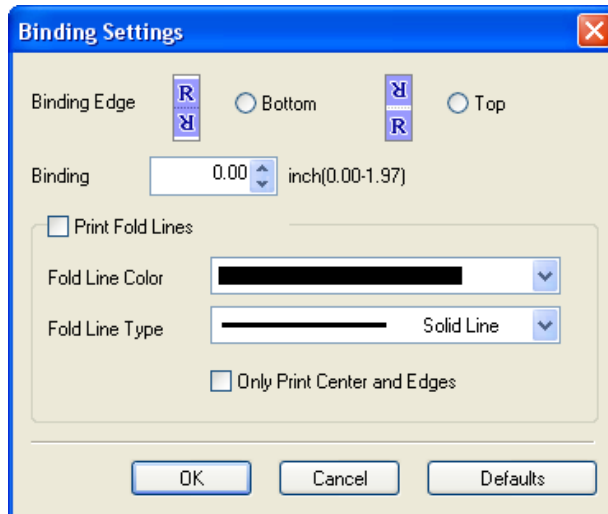 Binding Settings
Binding Edge R R Bottom R R Top
Binding 0.00 inch(0.00-1.97)
Print Fold Lines
Fold Line Color
Fold Line Type Solid Line
Only Print Center and Edges
OK Cancel Defaults